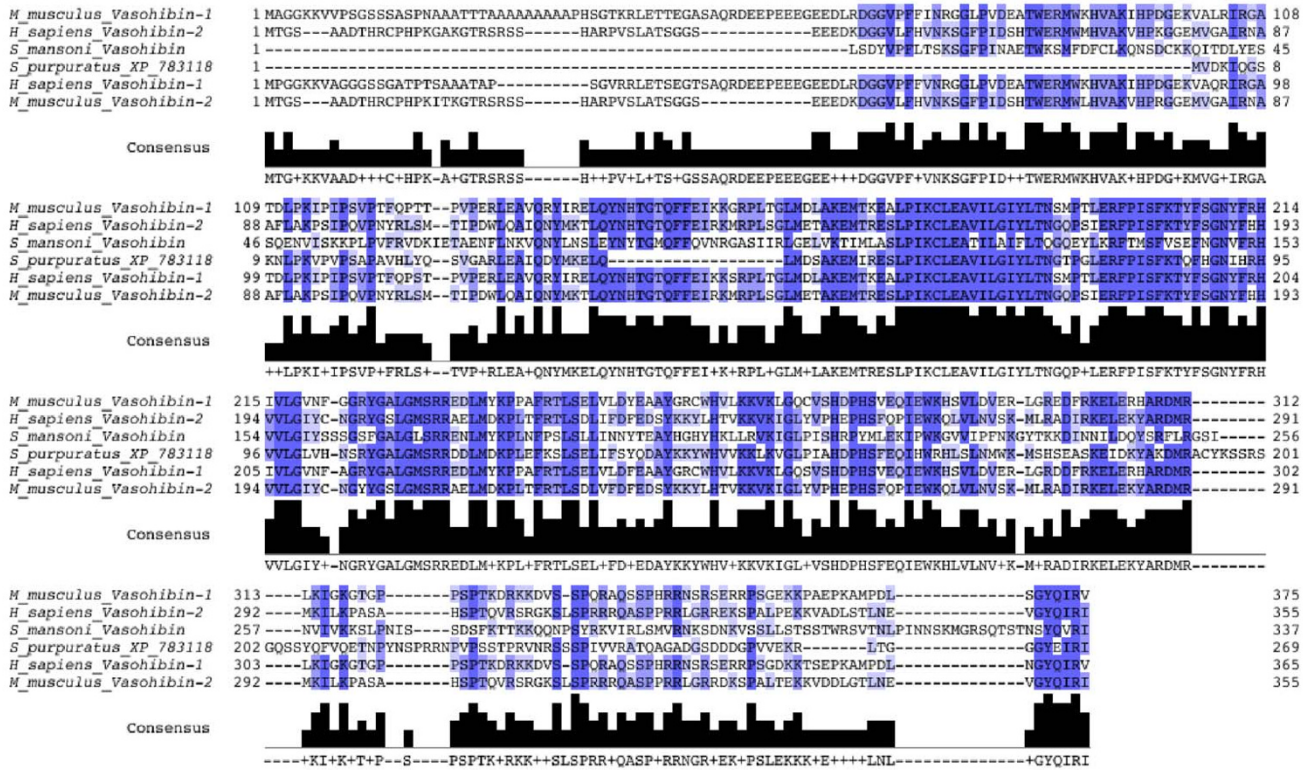 M_musculus_Vasohibin-1 1 MAGGKKVVPSGSSSASPNAAATTTAAAAAAAAAPHSGTKRLETTEGASAQRDEEPEEEGEEDLRDGGVPFFINRGGLPVDEATWERMWKHVAKIHPDGEKVALRIRGA 108
H_sapiens_Vasohibin-2 1 MTGS---AADTHRCPHPKGAKGTRSRSS------HARPVSLATSGGS------------EEEDKDGGVLFHVNKSGFPIDSHTWERMWMHVAKVHPKGGEMVGAIRNA 87
S_mansoni_Vasohibin 1 ---------------------------------------------------------------LSDYVPFLTSKSGFPINAETWKSMFDFCLKQNSDCKKQITDLYES 45
S_purpuratus_XP_783118 1 ----------------------------------------------------------------------------------------------------MVDKIQGS 8
H_sapiens_Vasohibin-1 1 MPGGKKVAGGGSSGATPTSAAATAP----------SGVRRLETSEGTSAQRDEEPEEEGEEDLRDGGVPFFVNRGGLPVDEATWERMWKHVAKIHPDGEKVAQRIRGA 98
M_musculus_Vasohibin-2 1 MTGS---AADTHRCPHPKITKGTRSRSS------HARPVSLATSGGS------------EEEDKDGGVLFHVNKSGFPIDSHTWERMWLHVAKVHPRGGEMVGAIRNA 87
Consensus
MTG+KKVAAD+++C+HPK-A+GTRSRSS------H++PV+L+TS+GSSAQRDEEPEEEGEE+++DGGVPF+VNKSGFPID++TWERMWKHVAK+HPDG+KMVG+IRGA
M_musculus_Vasohibin-1 109 TDLPKIPIPSVPTFQPTT--PVPERLEAVQRYIRELQYNHTGTQFFEIKKGRPLTGLMDLAKEMTKEALPIKCLEAVILGIYLTNSMPTLERFPISFKTYFSGNYFRH 214
H_sapiens_Vasohibin-2 88 AFLAKPSIPQVPNYRLSM--TIPDWLQAIQNYMKTLQYNHTGTQFFEIRKMRPLSGLMETAKEMTRESLPIKCLEAVILGIYLTNGQPSIERFPISFKTYFSGNYFHH 193
S_mansoni_Vasohibin 46 SQENVISKKPLPVFRVDKIETAENFLNKVQNYLNSLEYNYTGMQFFQVNRGASIIRLGELVKTIMLASLPIKCLEATILAIFLTQGQEYLKRFTMSFVSEFNGNVFRH 153
S_purpuratus_XP_783118 9 KNLPKVPVPSAPAVHLYQ--SVGARLEAIQDYMKELQ-------------------LMDSAKEMIRESLPIKCLEAVILGIYLTNGTPGLERFPISFKTQFHGNIHRH 95
H_sapiens_Vasohibin-1 99 TDLPKIPIPSVPTFQPST--PVPERLEAVQRYIRELQYNHTGTQFFEIKKSRPLTGLMDLAKEMTKEALPIKCLEAVILGIYLTNSMPTLERFPISFKTYFSGNYFRH 204
M_musculus_Vasohibin-2 88 AFLAKPSIPQVPNYRLSM--TIPDWLQAIQNYMKTLQYNHTGTQFFEIRKMRPLSGLMETAKEMTRESLPIKCLEAVILGIYLTNGQPSIERFPISFKTYFSGNYFHH 193
Consensus
++LPKI+IPSVP+FRLS+--TVP+RLEA+QNYMKELQYNHTGTQFFEI+K+RPL+GLM+LAKEMTRESLPIKCLEAVILGIYLTNGQP+LERFPISFKTYFSGNYFRH
M_musculus_Vasohibin-1 215 IVLGVNF-GGRYGALGMSRREDLMYKPPAFRTLSELVLDYEAAYGRCWHVLKKVKLGQCVSHDPHSVEQIEWKHSVLDVER-LGREDFRKELERHARDMR-------- 312
H_sapiens_Vasohibin-2 194 VVLGIYC-NGRYGSLGMSRRAELMDKPLTFRTLSDLIFDFEDSYKKYLHTVKKVKIGLYVPHEPHSFQPIEWKQLVLNVSK-MLRADIRKELEKYARDMR-------- 291
S_mansoni_Vasohibin 154 VVLGIYSSSGSFGALGLSRRENLMYKPLNFPSLSLLINNYTEAYHGHYHKLLRVKIGLPISHRPYMLEKIPWKGVVIPFNKGYTKKDINNILDQYSRFLRGSI----- 256
S_purpuratus_XP_783118 96 VVLGLVH-NSRYGALGMSRRDDLMYKPLEFKSLSELIFSYQDAYKKYWHVVKKLKVGLPIAHDPHSFEQIHWRHLSLNMWK-MSHSEASKEIDKYAKDMRACYKSSRS 201
H_sapiens_Vasohibin-1 205 IVLGVNF-AGRYGALGMSRREDLMYKPPAFRTLSELVLDFEAAYGRCWHVLKKVKLGQSVSHDPHSVEQIEWKHSVLDVER-LGRDDFRKELERHARDMR-------- 302
M_musculus_Vasohibin-2 194 VVLGIYC-NGYYGSLGMSRRAELMDKPLTFRTLSDLVFDFEDSYKKYLHTVKKVKIGLYVPHEPHSFQPIEWKQLVLNVSK-MLRADIRKELEKYARDMR-------- 291
Consensus
VVLGIY+-NGRYGALGMSRREDLM+KPL+FRTLSEL+FD+EDAYKKYWHV+KKVKIGL+VSHDPHSFEQIEWKHLVLNV+K-M+RADIRKELEKYARDMR--------
M_musculus_Vasohibin-1 313 ----LKIGKGTGP-------PSPTKDRKKDVS-SPQRAQSSPHRRNSRSERRPSGEKKPAEPKAMPDL--------------SGYQIRV 375
H_sapiens_Vasohibin-2 292 ----MKILKPASA-------HSPTQVRSRGKSLSPRRRQASPPRRLGRREKSPALPEKKVADLSTLNE--------------VGYQIRI 355
S_mansoni_Vasohibin 257 ----NVIVKKSLPNIS----SDSFKTTKKQQNPSYRKVIRLSMVRNKSDNKVSSLLSTSSTWRSVTNLPINNSKMGRSQTSTNSYQVRI 337
S_purpuratus_XP_783118 202 GQSSYQFVQETNPYNSPRRNPVPSSTPRVNRSSSPIVVRATQAGADGSDDDGPVVEKR----LTG--------------GGYEIRI 269
H_sapiens_Vasohibin-1 303 ----LKIGKGTGP-------PSPTKDRKKDVS-SPQRAQSSPHRRNSRSERRPSGDKKTSEPKAMPDL--------------NGYQIRV 365
M_musculus_Vasohibin-2 292 ----MKILKPASA-------HSPTQVRSRGKSLSPRRRQASPPRRLGRRDKSPALTEKKVDDLGTLNE--------------VGYQIRI 355
Consensus
----+KI+K+T+P--S----PSPTK+RKK++SLSPRR+QASP+RRNGR+EK+PSLEKKK+E++++LNL--------------+GYQIRI